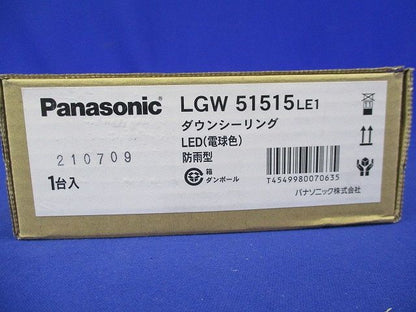 Panasonic LGW 51515 LE1
ダウンシーリング
LED(電球色)
防雨型
210709
1台入
箱
ダンボール
T4549980070635
パナソニック株式会社